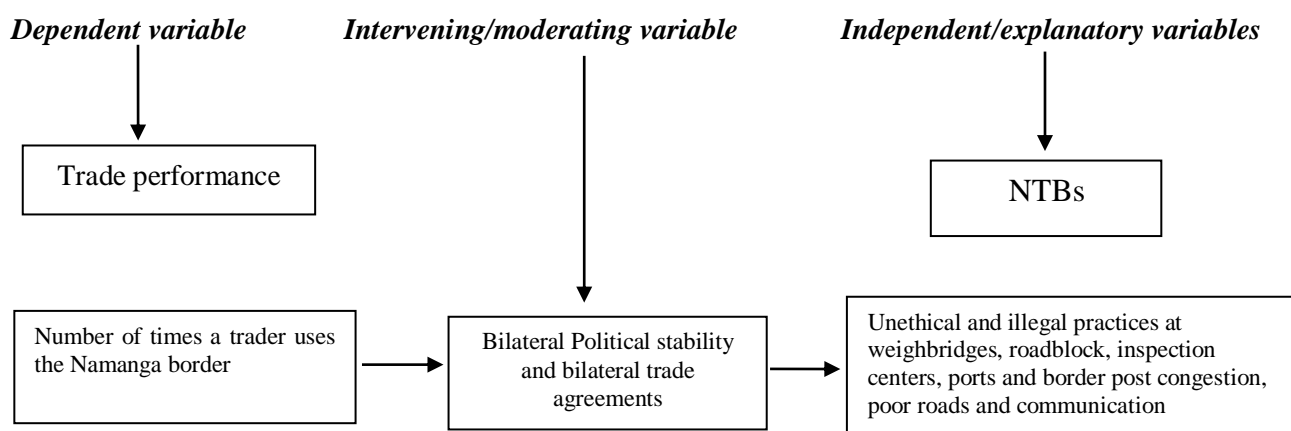 Dependent variable
Intervening/moderating variable
Independent/explanatory variables
Trade performance
NTBs
Number of times a trader uses
the Namanga border
Bilateral Political stability
and bilateral trade
agreements
Unethical and illegal practices at
weighbridges, roadblock, inspection
centers, ports and border post congestion,
poor roads and communication